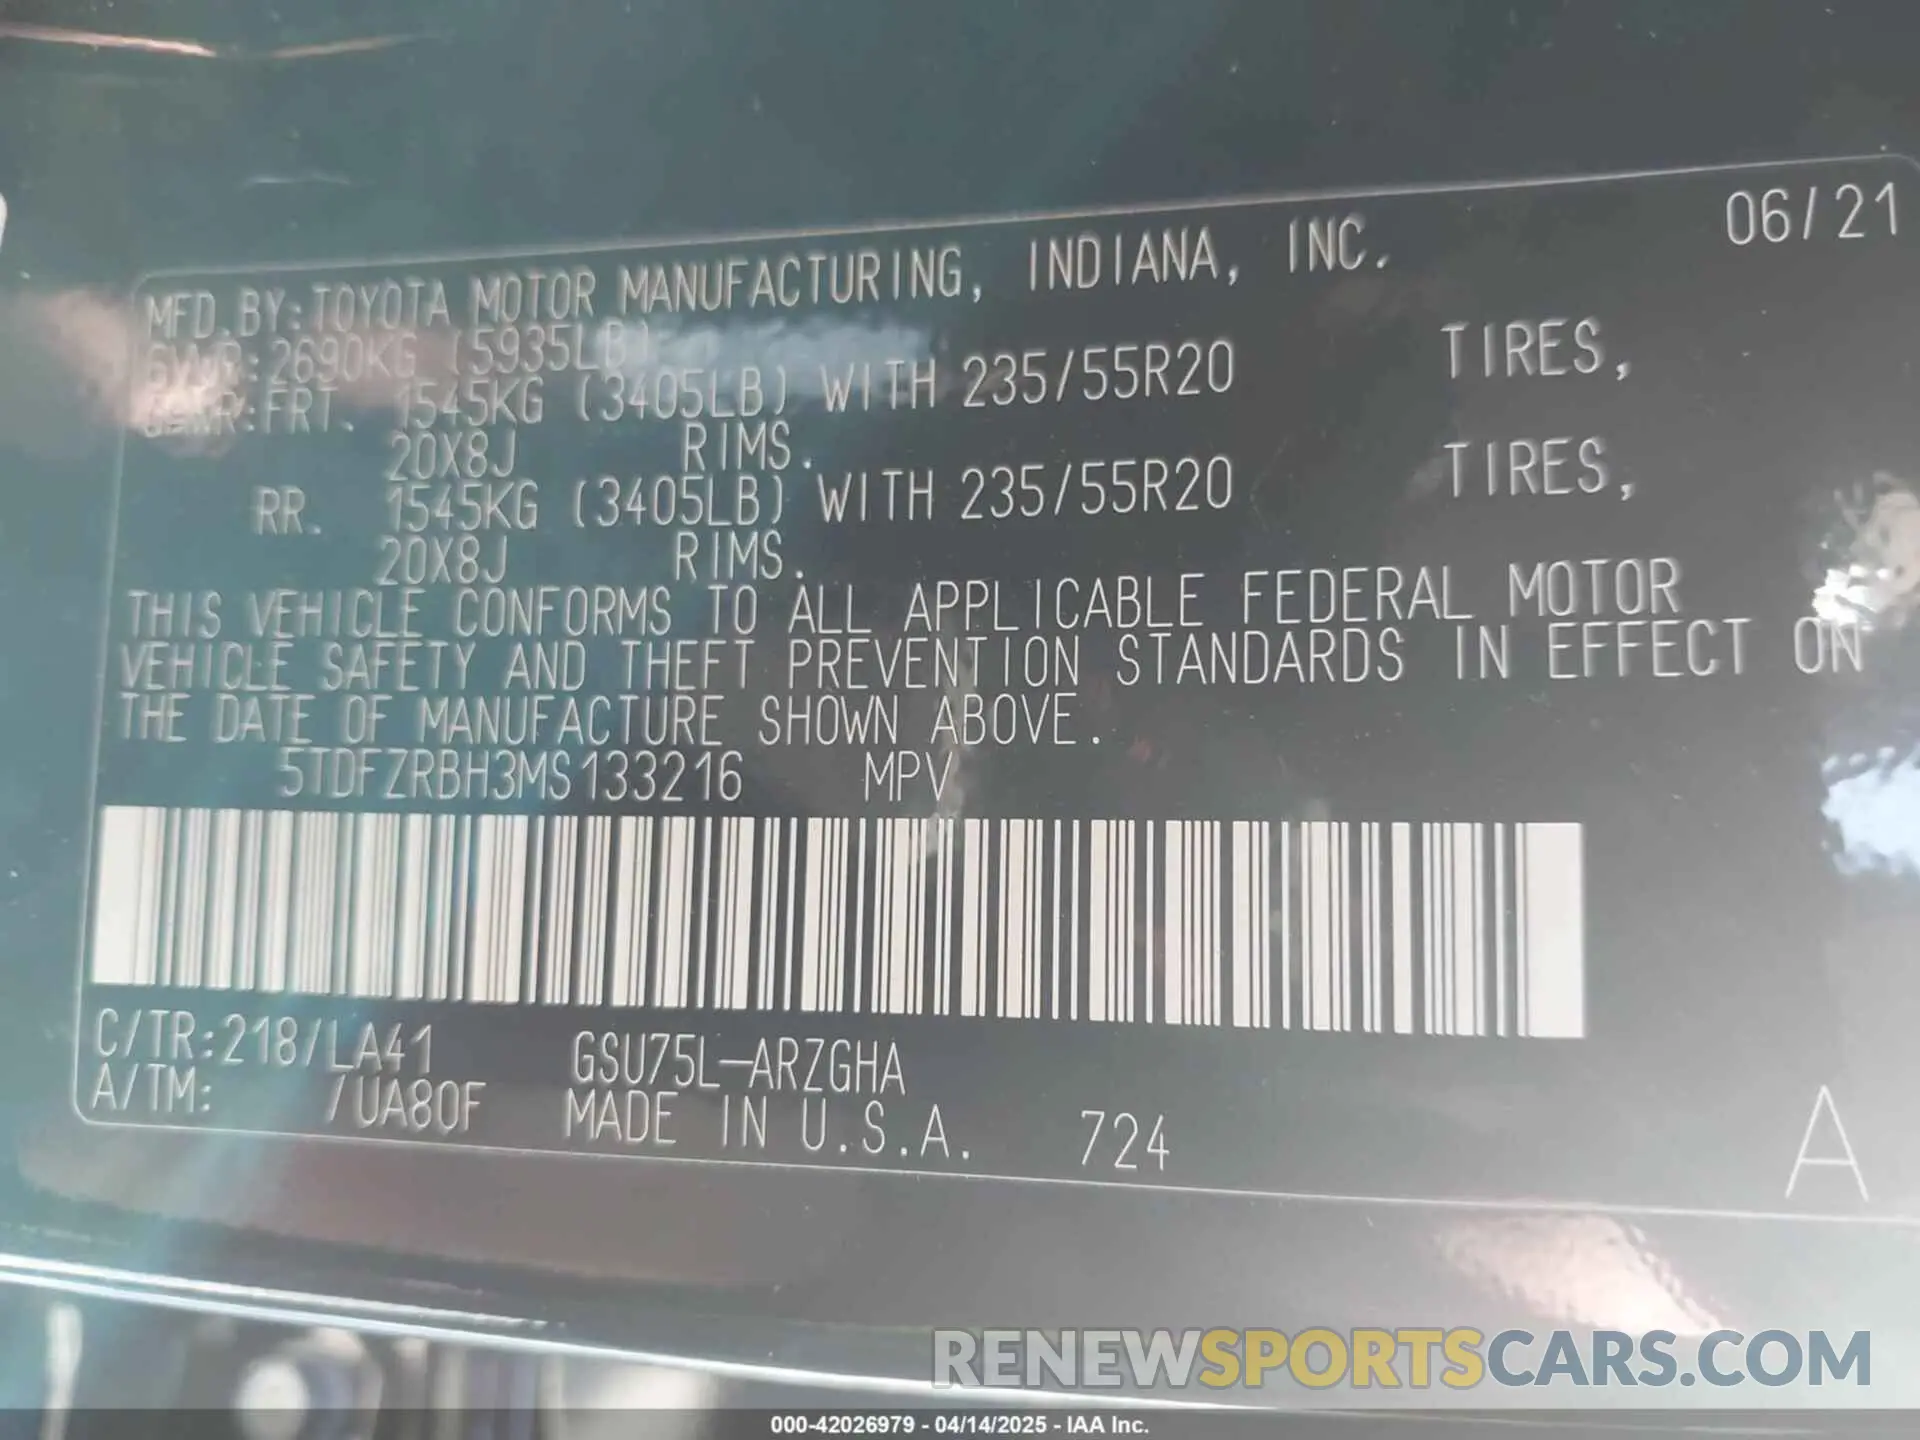 06/21
MFD.BY:TOYOTA MOTOR MANUFACTURING, INDIANA, INC.
GVWR:2690KG (5935LB)
GAWR:FRT. 1545KG (3405LB) WITH 235/55R20 TIRES,
20X8J RIMS.
RR. 1545KG (3405LB) WITH 235/55R20 TIRES,
20X8J RIMS.
THIS VEHICLE CONFORMS TO ALL APPLICABLE FEDERAL MOTOR
VEHICLE SAFETY AND THEFT PREVENTION STANDARDS IN EFFECT ON
THE DATE OF MANUFACTURE SHOWN ABOVE.
5TDFZRBH3MS133216 MPV
C/TR:218/LA41 GSU75L-ARZGHA
A/TM: /UA80F MADE IN U.S.A. 724
A
RENEWSPORTSCARS.COM
000-42026979 - 04/14/2025 - IAA Inc.